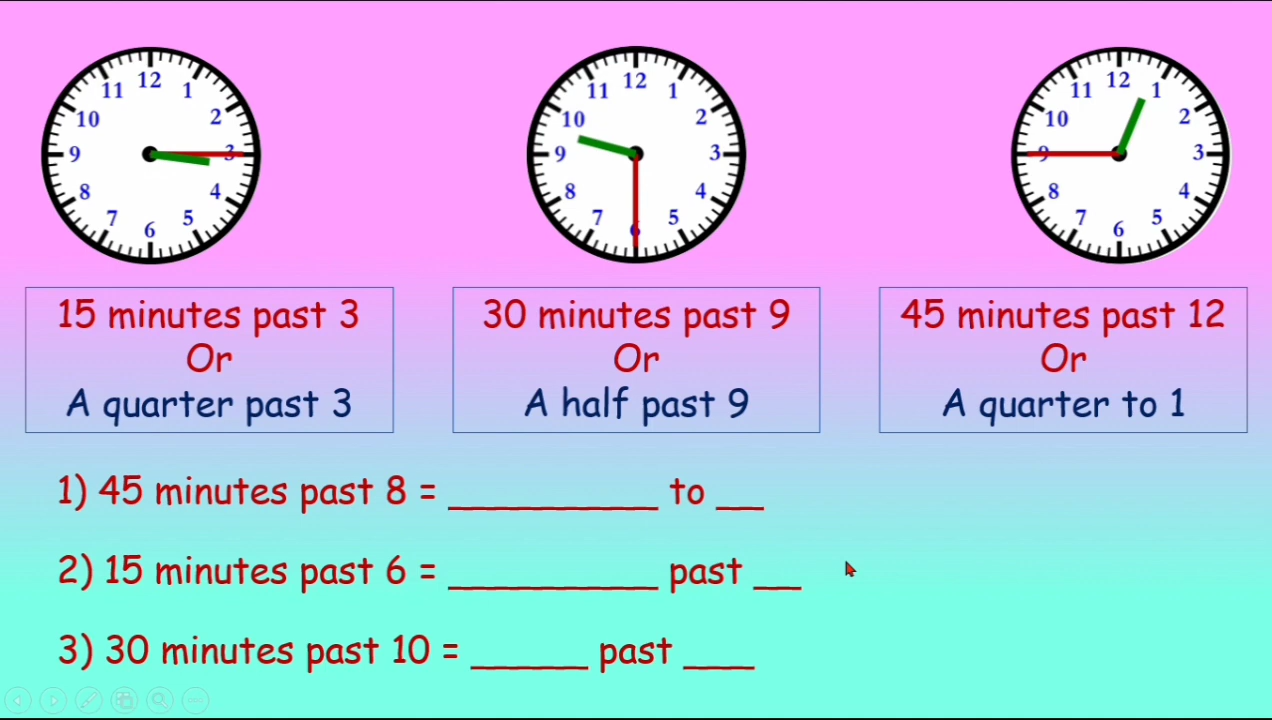 12
11 1
10 2
9 3
8 4
7 5
6
12
11 1
10 2
9 3
8 4
7 5
6
12
11 1
10 2
9 3
8 4
7 5
6
15 minutes past 3
Or
A quarter past 3
30 minutes past 9
Or
A half past 9
45 minutes past 12
Or
A quarter to 1
1) 45 minutes past 8 = _________ to __
2) 15 minutes past 6 = _________ past __
3) 30 minutes past 10 = _____ past ___